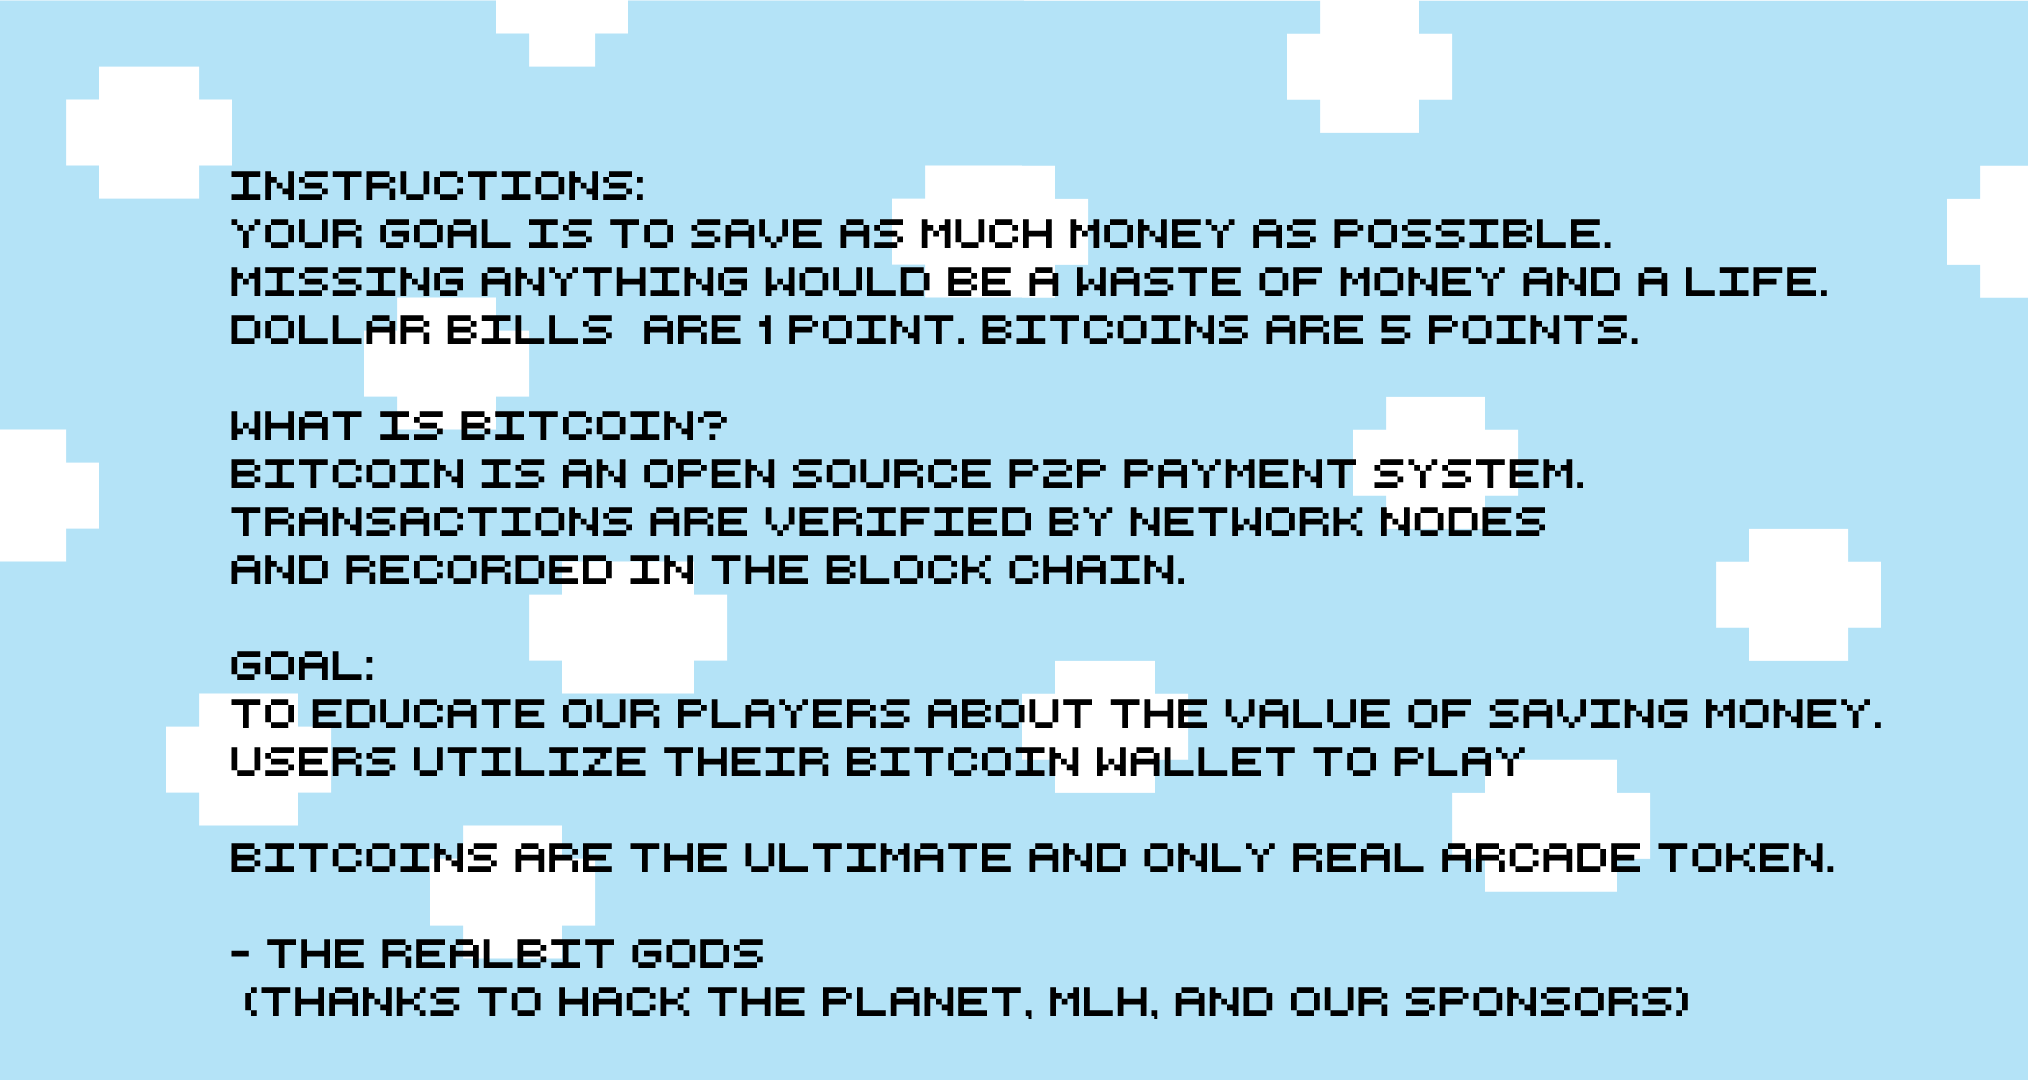 INSTRUCTIONS:
YOUR GOAL IS TO SAVE AS MUCH MONEY AS POSSIBLE.
MISSING ANYTHING WOULD BE A WASTE OF MONEY AND A LIFE.
DOLLAR BILLS  ARE 1 POINT. BITCOINS ARE 5 POINTS.
WHAT IS BITCOIN?
BITCOIN IS AN OPEN SOURCE P2P PAYMENT SYSTEM.
TRANSACTIONS ARE VERIFIED BY NETWORK NODES
AND RECORDED IN THE BLOCK CHAIN.
GOAL:
TO EDUCATE OUR PLAYERS ABOUT THE VALUE OF SAVING MONEY.
USERS UTILIZE THEIR BITCOIN WALLET TO PLAY
BITCOINS ARE THE ULTIMATE AND ONLY REAL ARCADE TOKEN.
- THE REALBIT GODS
(THANKS TO HACK THE PLANET, MLH, AND OUR SPONSORS)